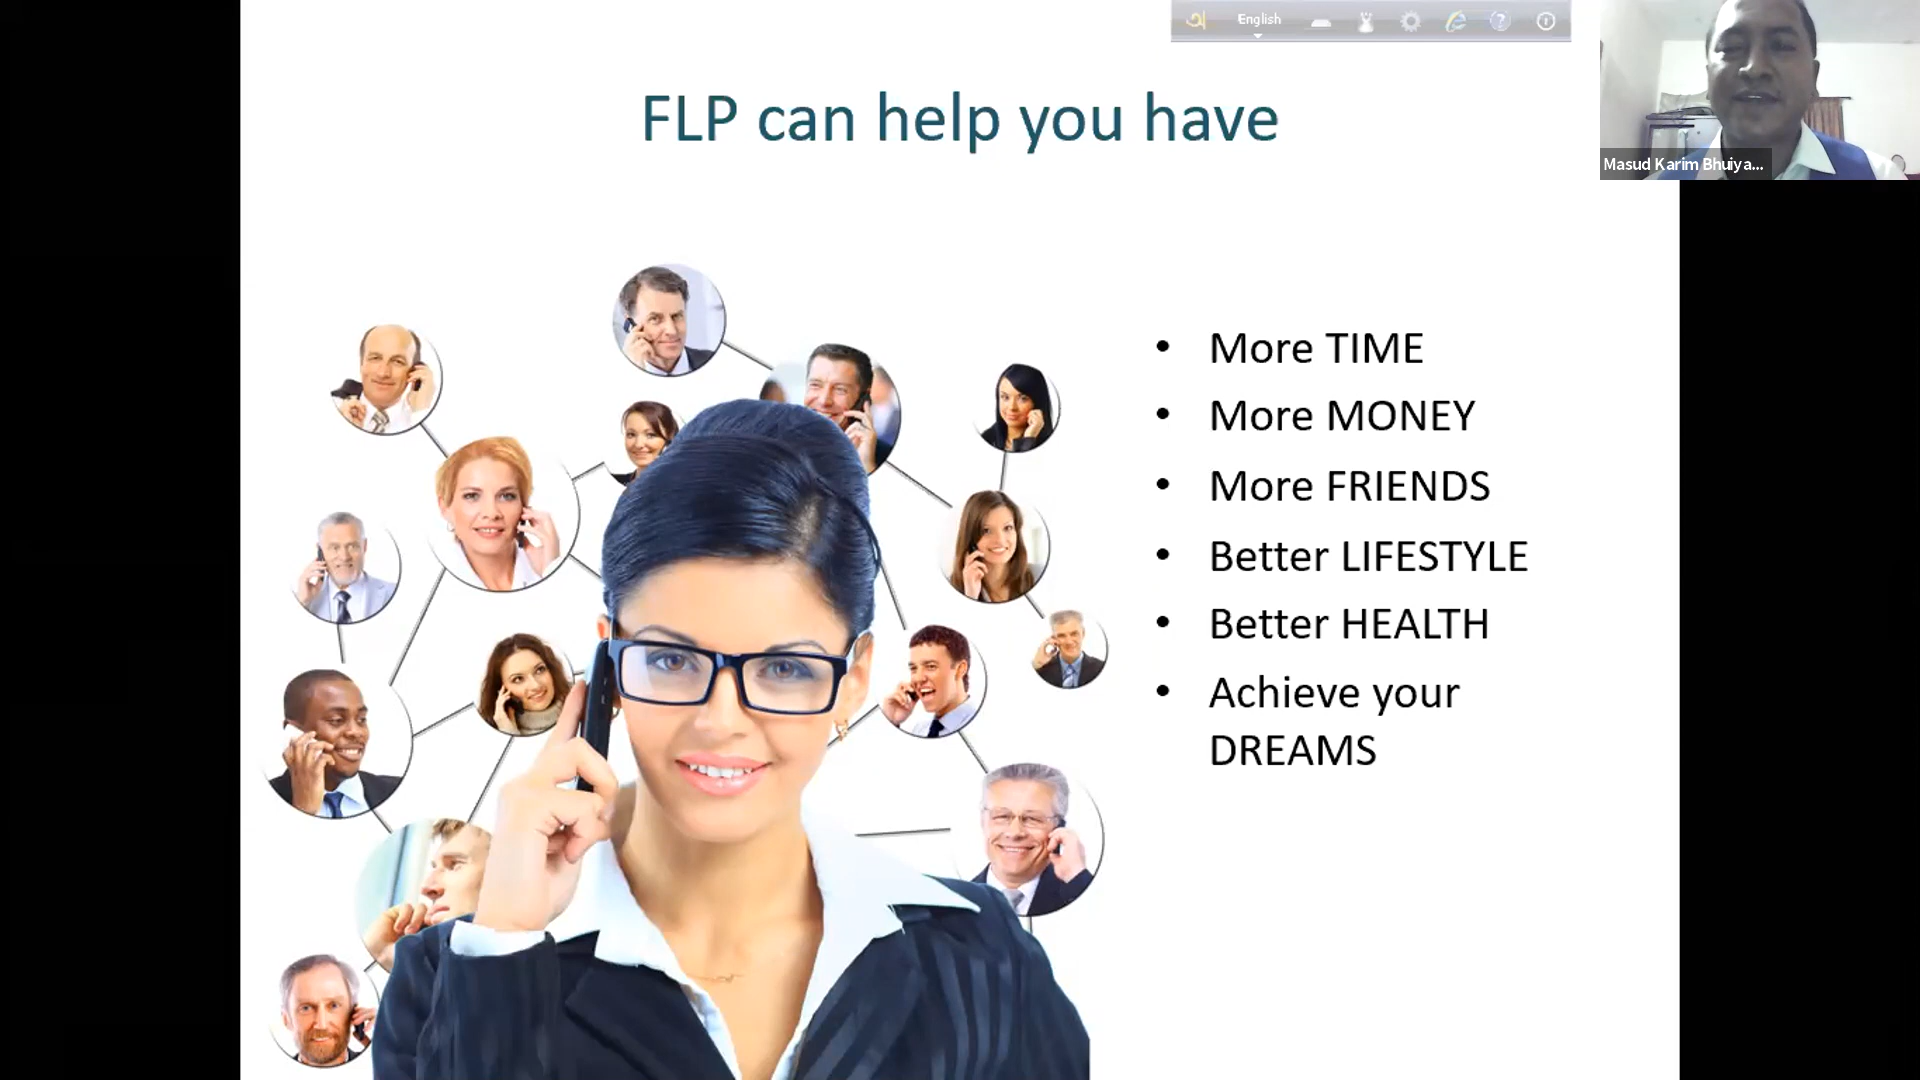 অ English
FLP can help you have
Masud Karim Bhuiya...
• More TIME
• More MONEY
• More FRIENDS
• Better LIFESTYLE
• Better HEALTH
• Achieve your
DREAMS